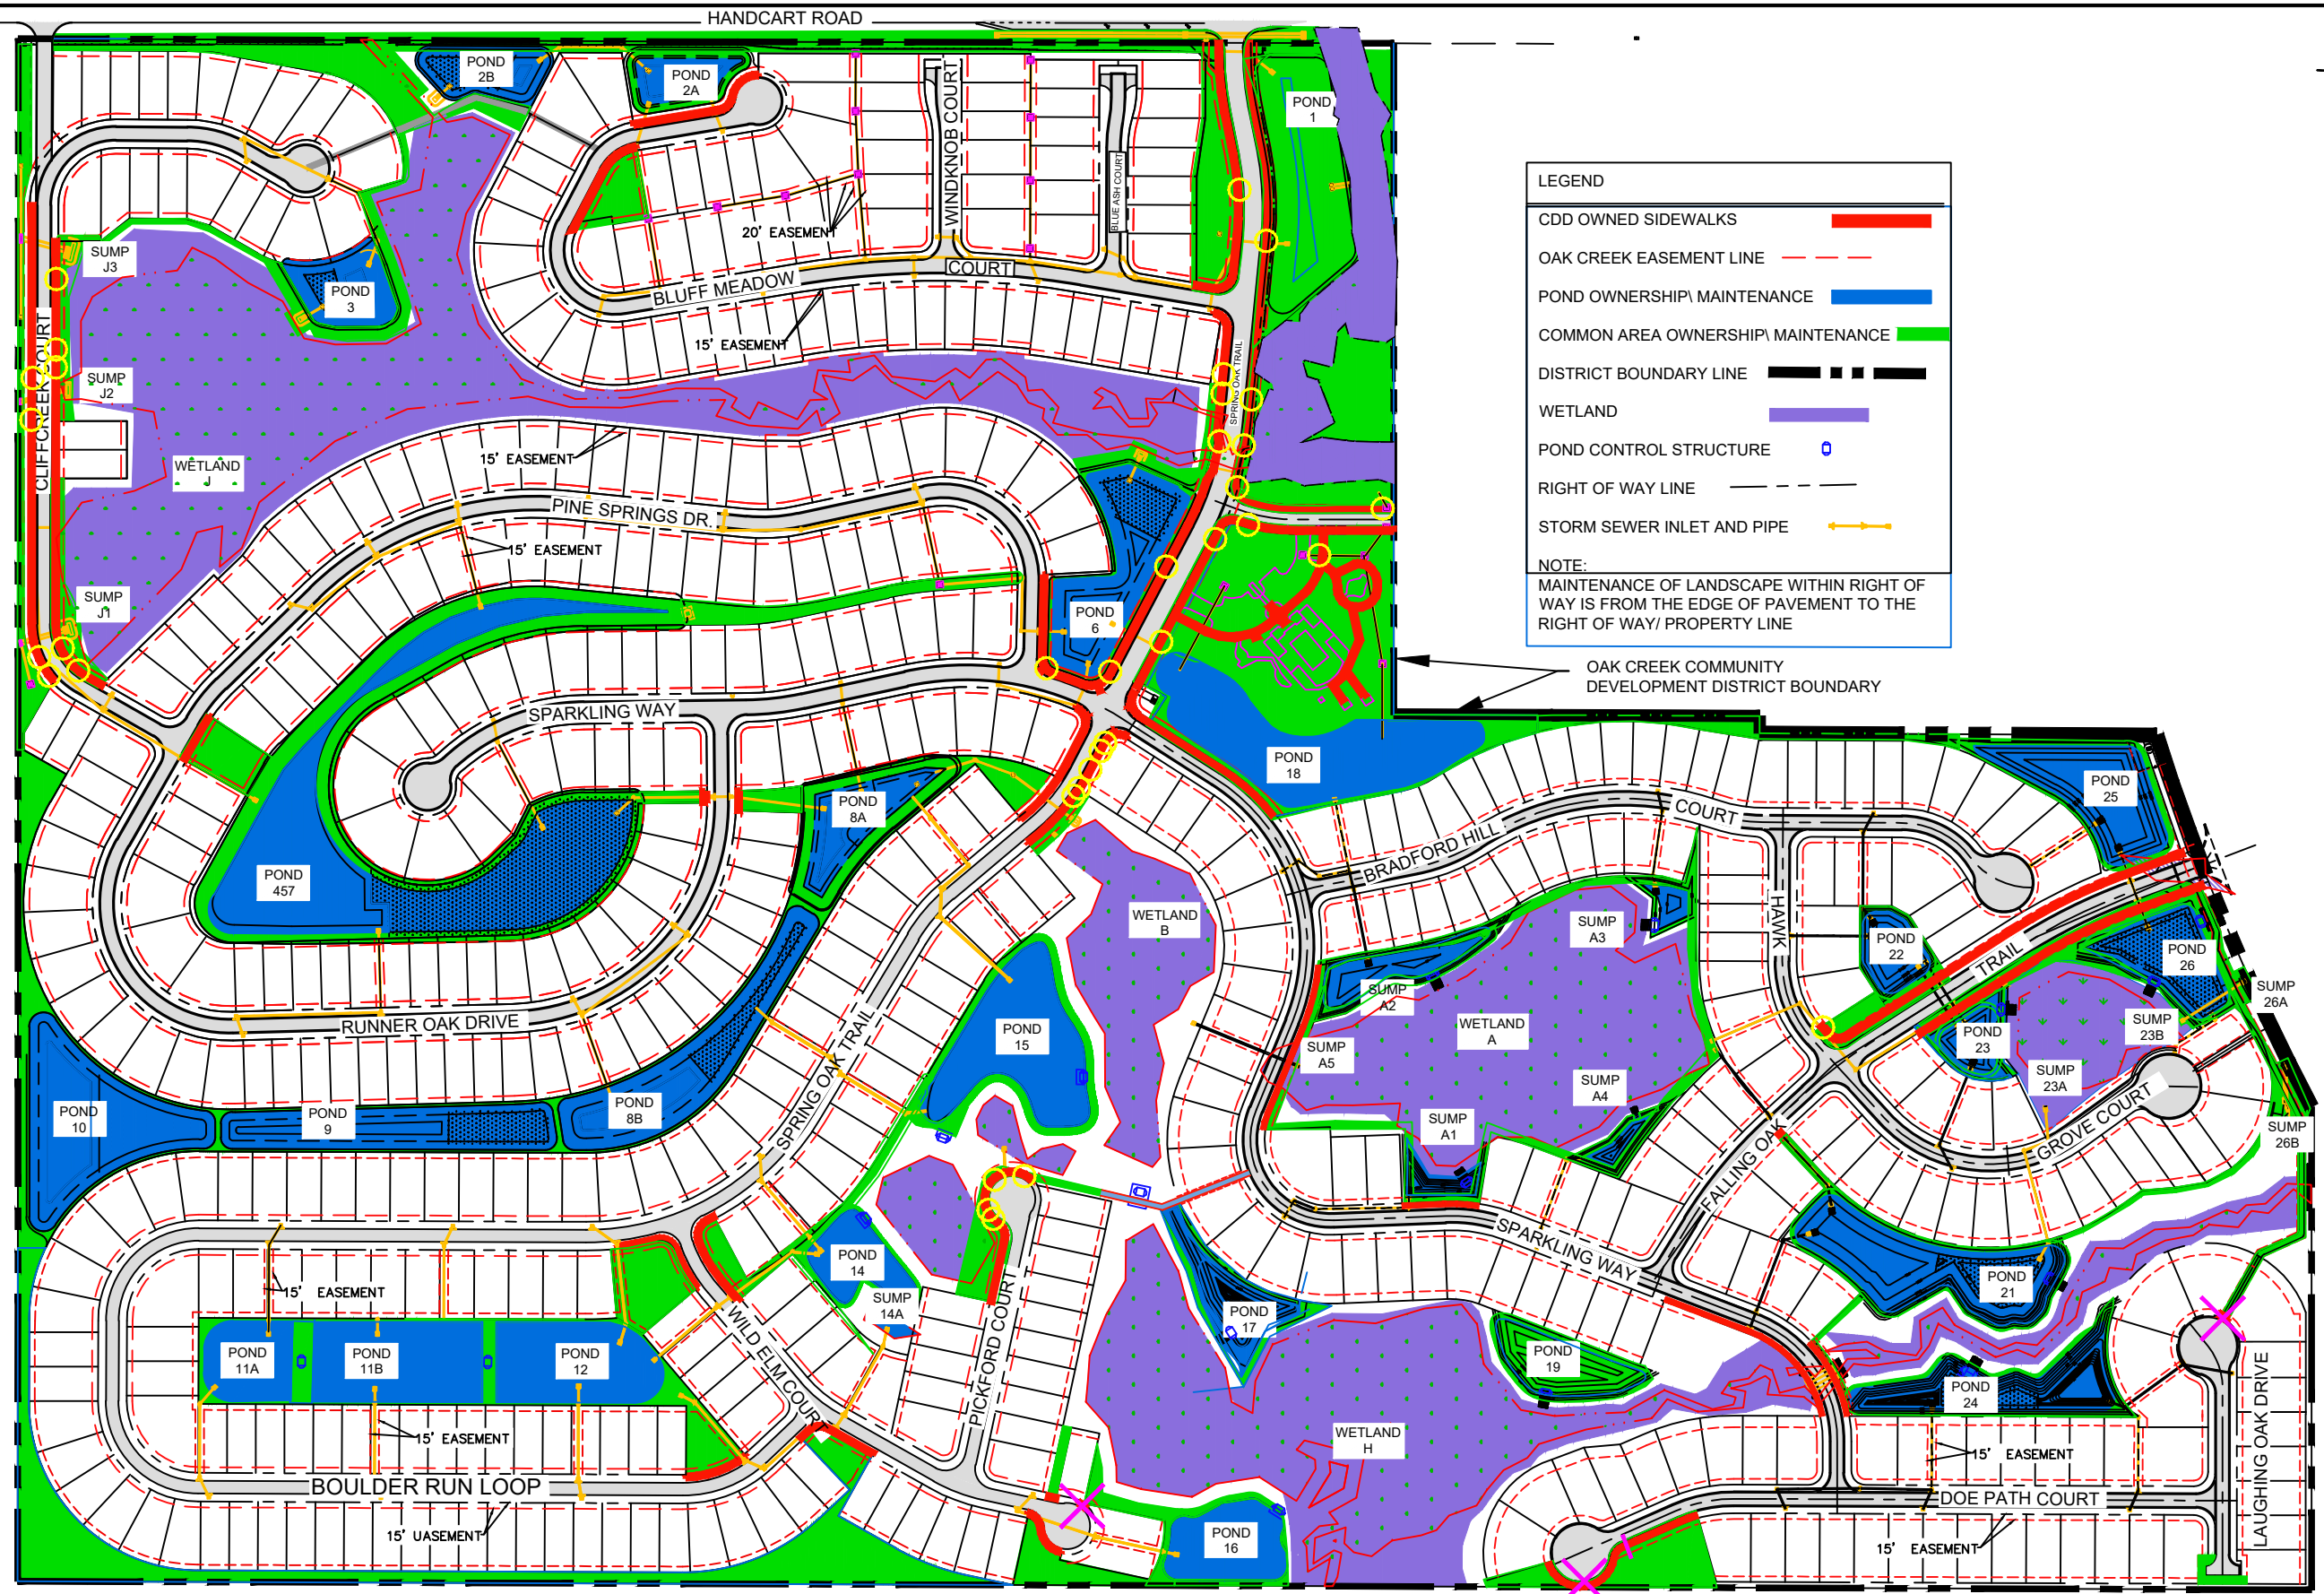 HANDCART ROAD
POND
2B
POND
2A
POND
1
WINDKNOB COURT
BLUE ASH COURT
20' EASEMENT
SUMP
J3
POND
3
BLUFF MEADOW
COURT
15' EASEMENT
SPRING OAK TRAIL
CLIFFCREEK COURT
SUMP
J2
WETLAND
J
15' EASEMENT
PINE SPRINGS DR.
15' EASEMENT
SUMP
J1
POND
6
SPARKLING WAY
POND
18
POND
8A
POND
457
RUNNER OAK DRIVE
SPRING OAK TRAIL
WETLAND
B
POND
15
POND
10
POND
9
POND
8B
LEGEND
CDD OWNED SIDEWALKS
OAK CREEK EASEMENT LINE
POND OWNERSHIP\ MAINTENANCE
COMMON AREA OWNERSHIP\ MAINTENANCE
DISTRICT BOUNDARY LINE
WETLAND
POND CONTROL STRUCTURE
RIGHT OF WAY LINE
STORM SEWER INLET AND PIPE
NOTE:
MAINTENANCE OF LANDSCAPE WITHIN RIGHT OF
WAY IS FROM THE EDGE OF PAVEMENT TO THE
RIGHT OF WAY/ PROPERTY LINE
OAK CREEK COMMUNITY
DEVELOPMENT DISTRICT BOUNDARY
POND
25
BRADFORD HILL
COURT
HAWK
SUMP
A3
POND
22
TRAIL
POND
26
SUMP
26A
SUMP
A2
WETLAND
A
SUMP
A5
POND
23
SUMP
23B
SUMP
23A
SUMP
A4
SUMP
A1
GROVE COURT
SUMP
26B
FALLING OAK
SPARKLING WAY
POND
21
POND
14
SUMP
14A
POND
17
POND
19
POND
24
15' EASEMENT
POND
11A
POND
11B
POND
12
WILD ELM COURT
PICKFORD COURT
15' EASEMENT
BOULDER RUN LOOP
15' UASEMENT
WETLAND
H
POND
16
15' EASEMENT
DOE PATH COURT
15' EASEMENT
LAUGHING OAK DRIVE